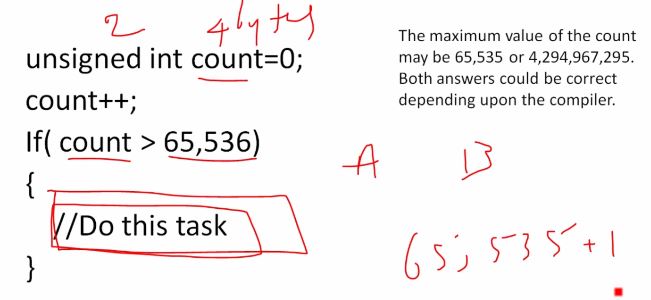 2 4bytes
unsigned int count=0;
The maximum value of the count
may be 65,535 or 4,294,967,295.
Both answers could be correct
depending upon the compiler.
count++;
If( count > 65,536)
{
//Do this task
}
A B
65,535+1